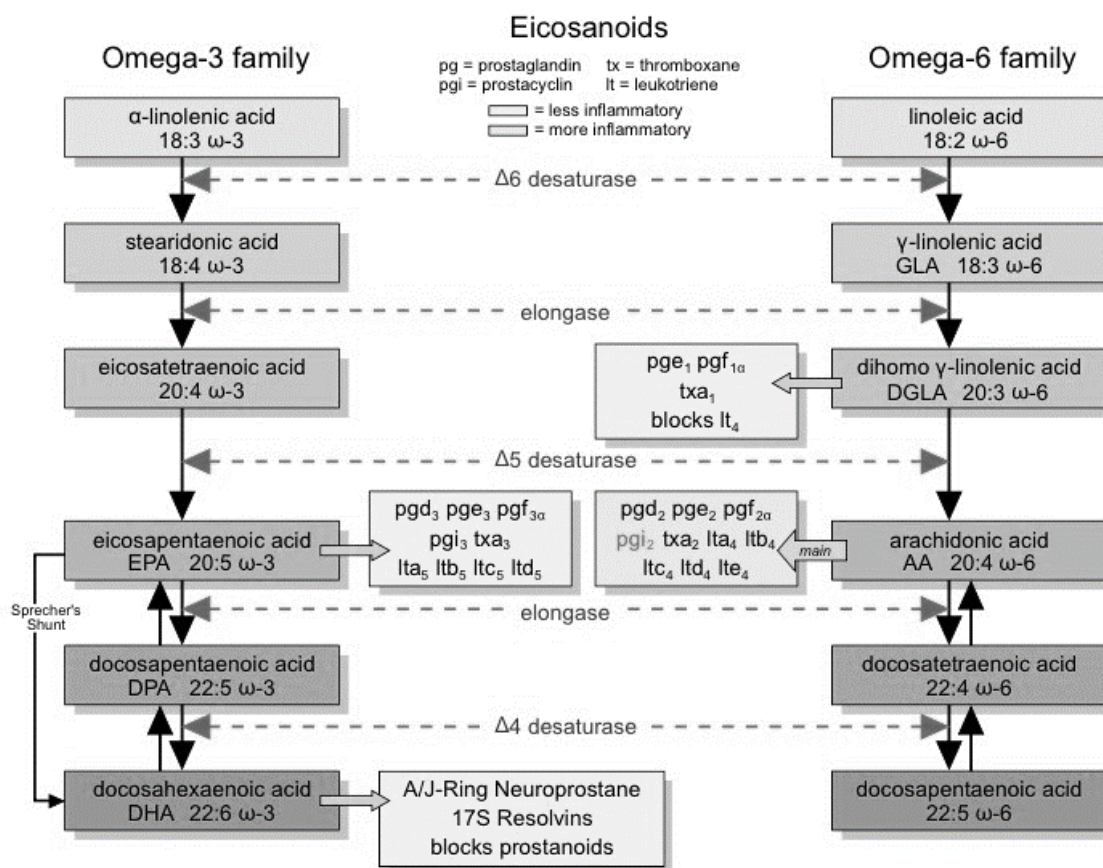 Eicosanoids
Omega-3 family
Omega-6 family
pg = prostaglandin tx = thromboxane
pgi = prostacyclin lt = leukotriene
= less inflammatory
= more inflammatory
α-linolenic acid
18:3 ω-3
linoleic acid
18:2 ω-6
Δ6 desaturase
stearidonic acid
18:4 ω-3
γ-linolenic acid
GLA 18:3 ω-6
elongase
eicosatetraenoic acid
20:4 ω-3
pge₁ pgf₁α
txa₁
blocks lt₄
dihomo γ-linolenic acid
DGLA 20:3 ω-6
Δ5 desaturase
eicosapentaenoic acid
EPA 20:5 ω-3
pgd₃ pge₃ pgf₃α
pgi₃ txa₃
lta₅ ltb₅ ltc₅ ltd₅
pgd₂ pge₂ pgf₂α
pgi₂ txa₂ lta₄ ltb₄
ltc₄ ltd₄ lte₄
main
arachidonic acid
AA 20:4 ω-6
Sprecher's
Shunt
elongase
docosapentaenoic acid
DPA 22:5 ω-3
docosatetraenoic acid
22:4 ω-6
Δ4 desaturase
docosahexaenoic acid
DHA 22:6 ω-3
A/J-Ring Neuroprostane
17S Resolvins
blocks prostanoids
docosapentaenoic acid
22:5 ω-6